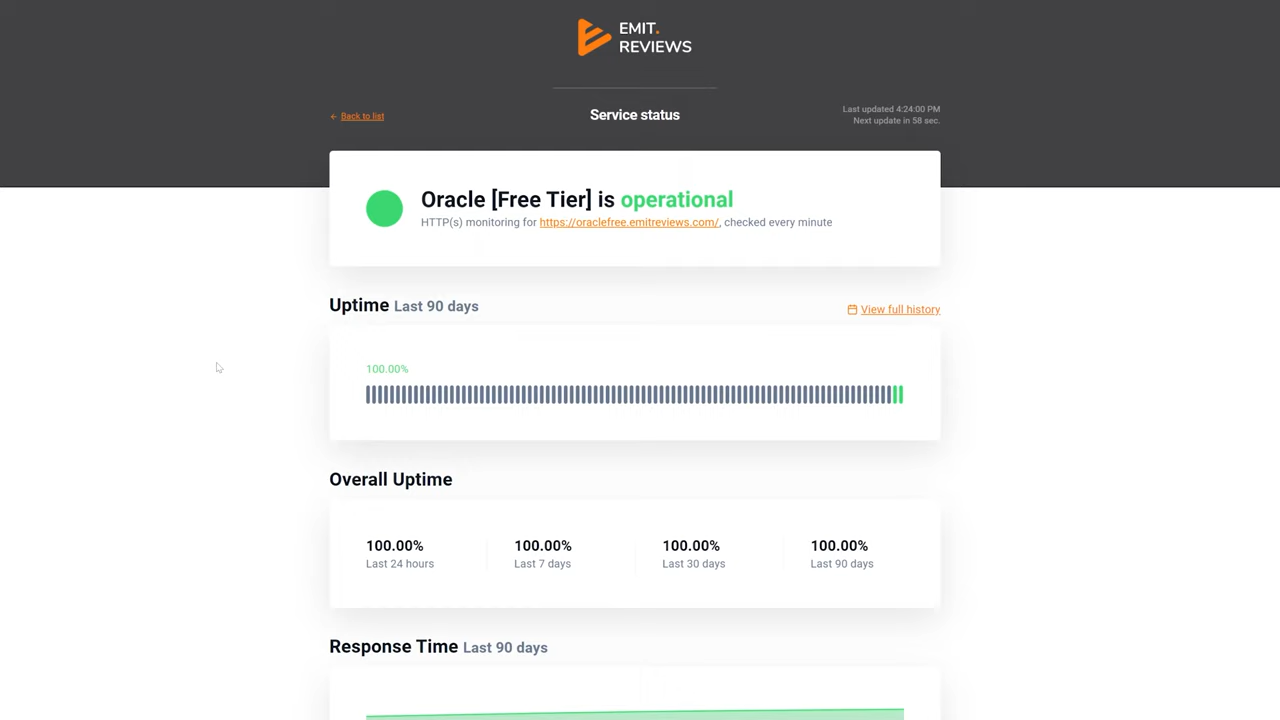 EMIT.
REVIEWS
← Back to list
Service status
Last updated 4:24:00 PM
Next update in 58 sec.
Oracle [Free Tier] is operational
HTTP(s) monitoring for https://oraclefree.emitreviews.com/, checked every minute
Uptime Last 90 days
View full history
100.00%
Overall Uptime
100.00% 100.00% 100.00% 100.00%
Last 24 hours Last 7 days Last 30 days Last 90 days
Response Time Last 90 days